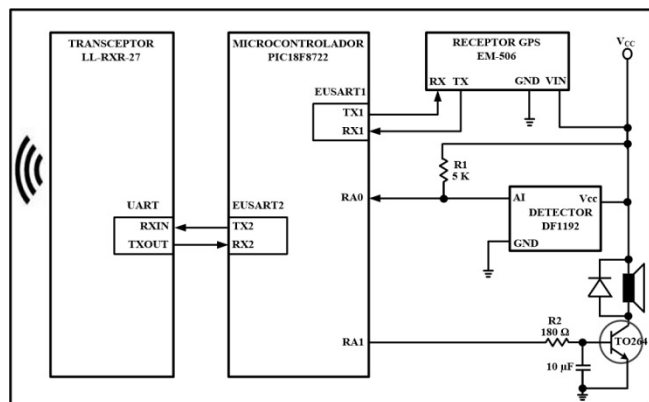 TRANSCEPTOR
LL-RXR-27
MICROCONTROLADOR
PIC18F8722
RECEPTOR GPS
EM-506
RX TX GND VIN
VCC
EUSART1
TX1
RX1
R1
5 K
RA0
AI Vcc
DETECTOR
DF1192
GND
UART
RXIN
TXOUT
EUSART2
TX2
RX2
RA1
R2
180 Ω
10 µF
TO264